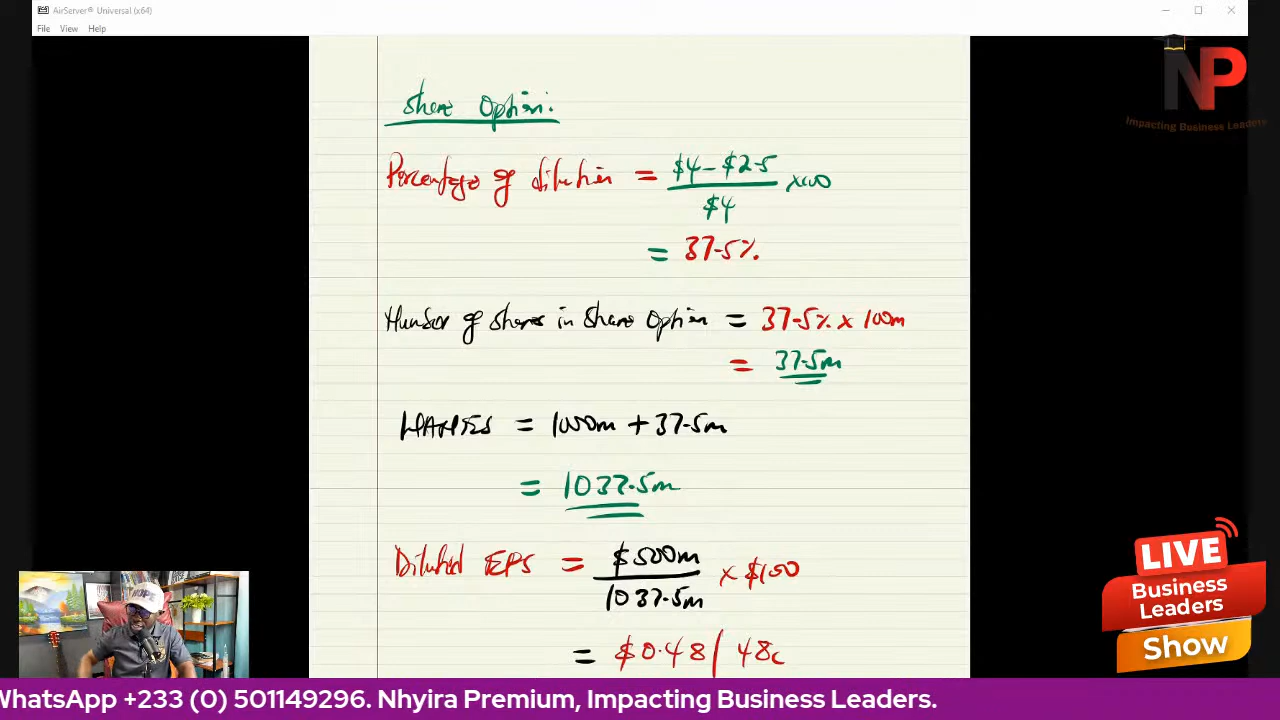 AirServer® Universal (x64)
File View Help
NP
Impacting Business Leaders
Share Option:
Percentage of dilution = $4 - $2.5 / $4 x100
= 37.5%
Number of shares in share option = 37.5% x 100m
= 37.5m
= 1000m + 37.5m
= 1037.5m
Diluted EPS = $500m / 1037.5m x $100
= $0.48 / 48c
NOPE
LIVE
Business
Leaders
Show
WhatsApp +233 (0) 501149296. Nhyira Premium, Impacting Business Leaders.